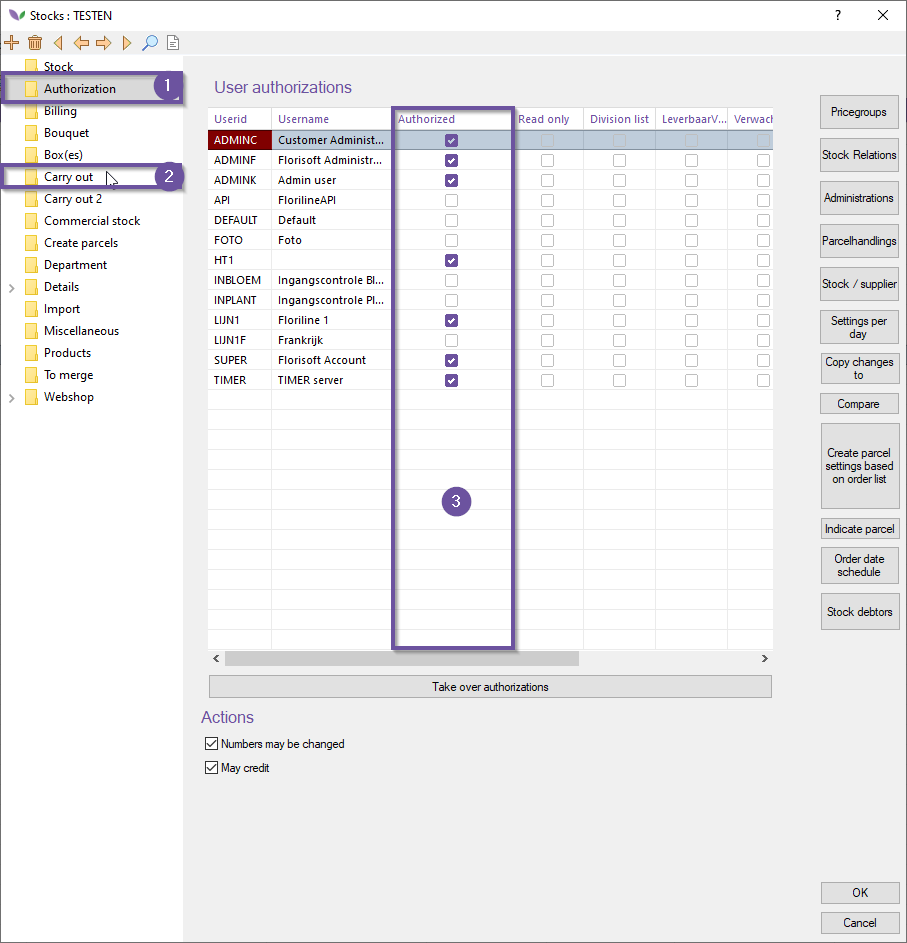 Stocks : TESTEN
?
Stock
Authorization
1
Billing
Bouquet
Box(es)
Carry out
2
Carry out 2
Commercial stock
Create parcels
Department
Details
Import
Miscellaneous
Products
To merge
Webshop
User authorizations
Userid Username Authorized Read only Division list LeverbaarV... Verwach
ADMINC Customer Administ...
ADMINF Florisoft Administr...
ADMINK Admin user
API FlorilineAPI
DEFAULT Default
FOTO Foto
HT1
INBLOEM Ingangscontrole Bl...
INPLANT Ingangscontrole Pl...
LIJN1 Floriline 1
LIJN1F Frankrijk
SUPER Florisoft Account
TIMER TIMER server
3
Take over authorizations
Actions
Numbers may be changed
May credit
Pricegroups
Stock Relations
Administrations
Parcelhandlings
Stock / supplier
Settings per
day
Copy changes
to
Compare
Create parcel
settings based
on order list
Indicate parcel
Order date
schedule
Stock debtors
OK
Cancel